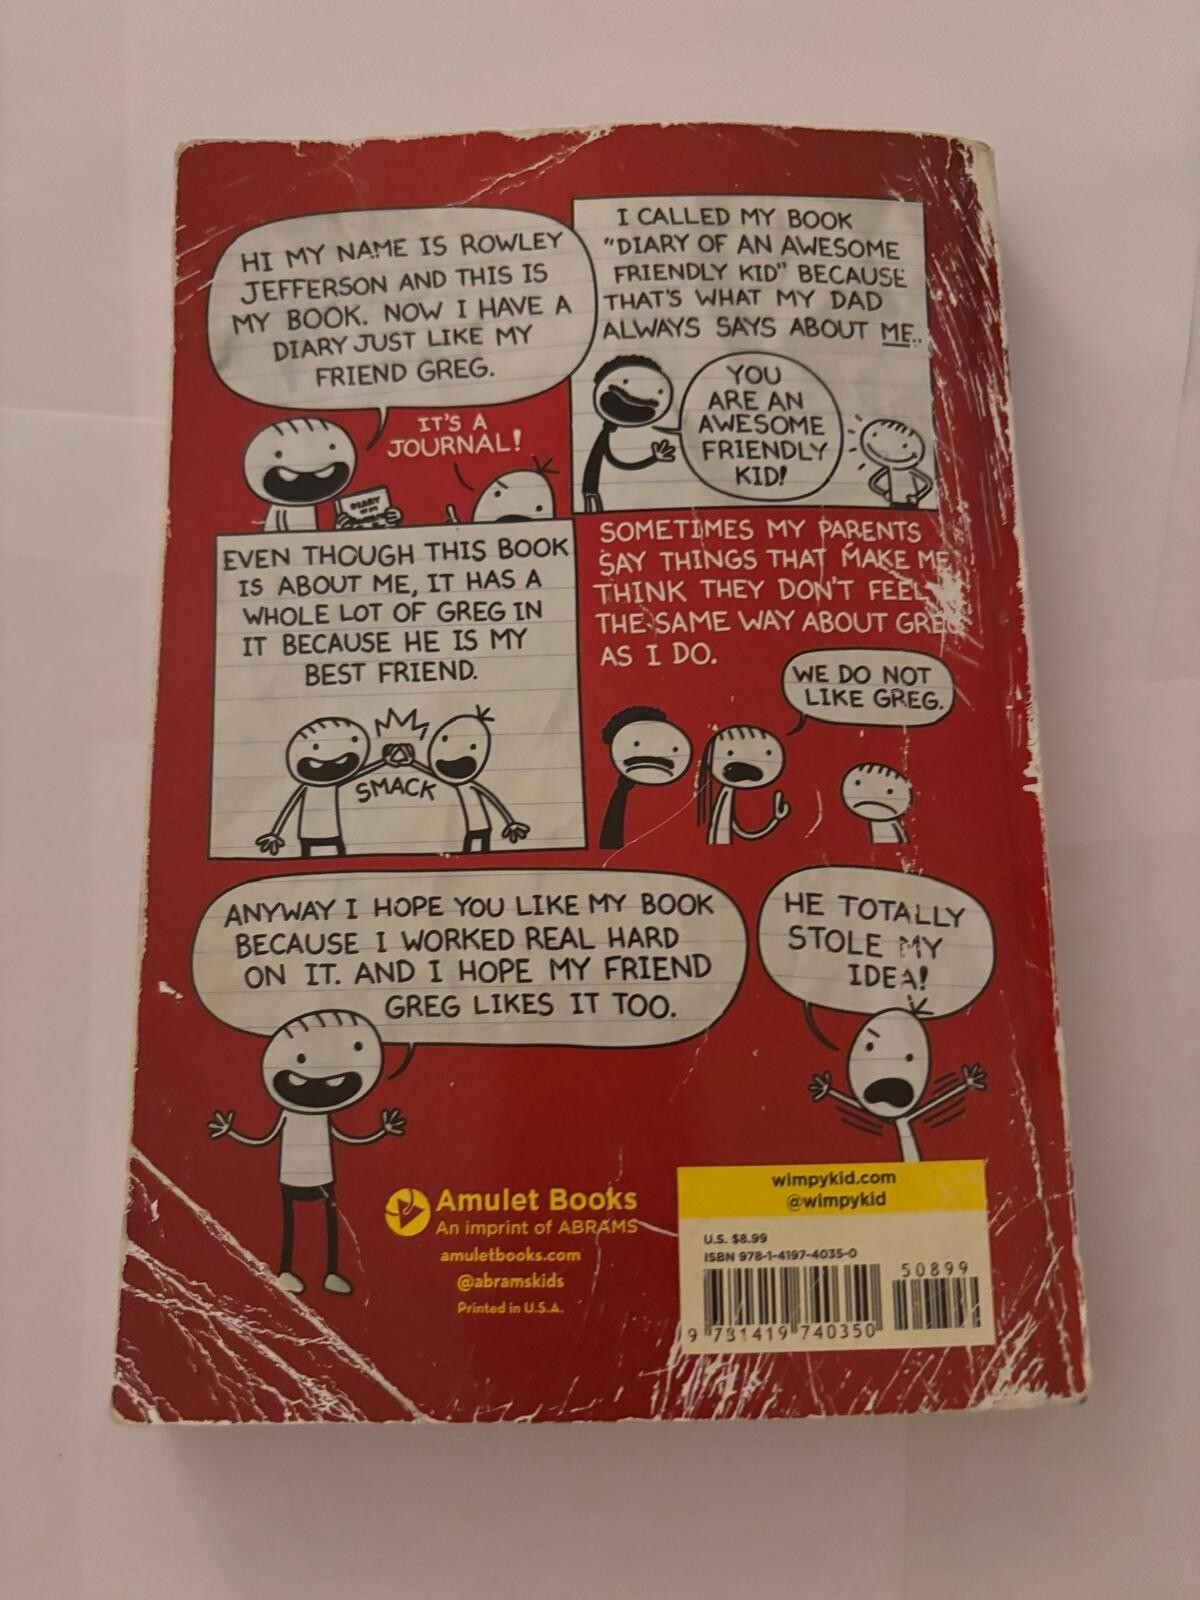 HI MY NAME IS ROWLEY
JEFFERSON AND THIS IS
MY BOOK. NOW I HAVE A
DIARY JUST LIKE MY
FRIEND GREG.
IT'S A
JOURNAL!
DIARY
I CALLED MY BOOK
"DIARY OF AN AWESOME
FRIENDLY KID" BECAUSE
THAT'S WHAT MY DAD
ALWAYS SAYS ABOUT ME..
YOU
ARE AN
AWESOME
FRIENDLY
KID!
EVEN THOUGH THIS BOOK
IS ABOUT ME, IT HAS A
WHOLE LOT OF GREG IN
IT BECAUSE HE IS MY
BEST FRIEND.
SMACK
SOMETIMES MY PARENTS
SAY THINGS THAT MAKE ME
THINK THEY DON'T FEEL
THE SAME WAY ABOUT GREG
AS I DO.
WE DO NOT
LIKE GREG.
ANYWAY I HOPE YOU LIKE MY BOOK
BECAUSE I WORKED REAL HARD
ON IT. AND I HOPE MY FRIEND
GREG LIKES IT TOO.
HE TOTALLY
STOLE MY
IDEA!
Amulet Books
An imprint of ABRAMS
amuletbooks.com
@abramskids
Printed in U.S.A.
wimpykid.com
@wimpykid
U.S. $8.99
ISBN 978-1-4197-4035-0
50899
9 781419 740350